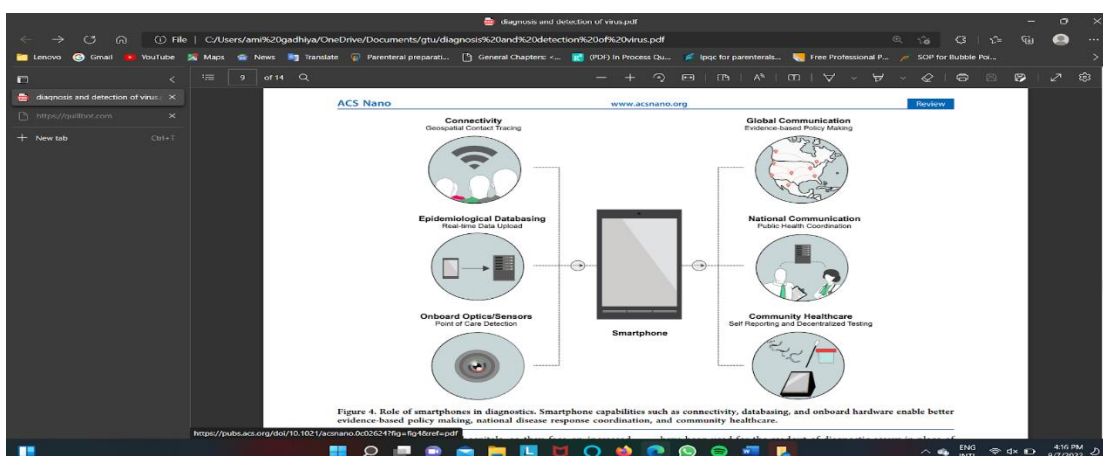 diagnosis and detection of virus.pdf
File | C:/Users/ami%20gadhiya/OneDrive/Documents/gtu/diagnosis%20and%20detection%20of%20virus.pdf
Lenovo Gmail YouTube Maps News Translate Parenteral preparati... General Chapters: <... (PDF) In Process Qu... Ipqc for parenterals... Free Professional P... SOP for Bubble Poi...
9 of 14
diagnosis and detection of virus.
https://quillbot.com
New tab Ctrl+T
ACS Nano www.acsnano.org Review
Connectivity
Geospatial Contact Tracing
Global Communication
Evidence-based Policy Making
Epidemiological Databasing
Real-time Data Upload
National Communication
Public Health Coordination
Onboard Optics/Sensors
Point of Care Detection
Smartphone
Community Healthcare
Self Reporting and Decentralized Testing
Figure 4. Role of smartphones in diagnostics. Smartphone capabilities such as connectivity, databasing, and onboard hardware enable better
evidence-based policy making, national disease response coordination, and community healthcare.
https://pubs.acs.org/doi/10.1021/acsnano.0c02624?fig=fig4&ref=pdf
ENG
INTL
4:16 PM